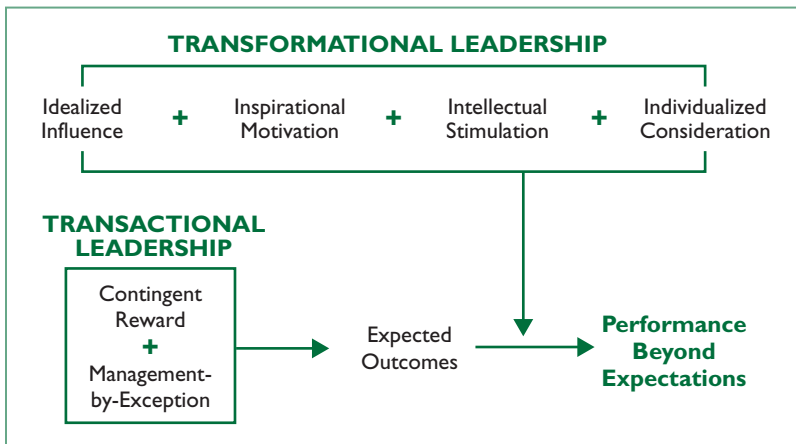 TRANSFORMATIONAL LEADERSHIP
Idealized
Influence
+
Inspirational
Motivation
+
Intellectual
Stimulation
+
Individualized
Consideration
TRANSACTIONAL
LEADERSHIP
Contingent
Reward
+
Management-
by-Exception
Expected
Outcomes
Performance
Beyond
Expectations